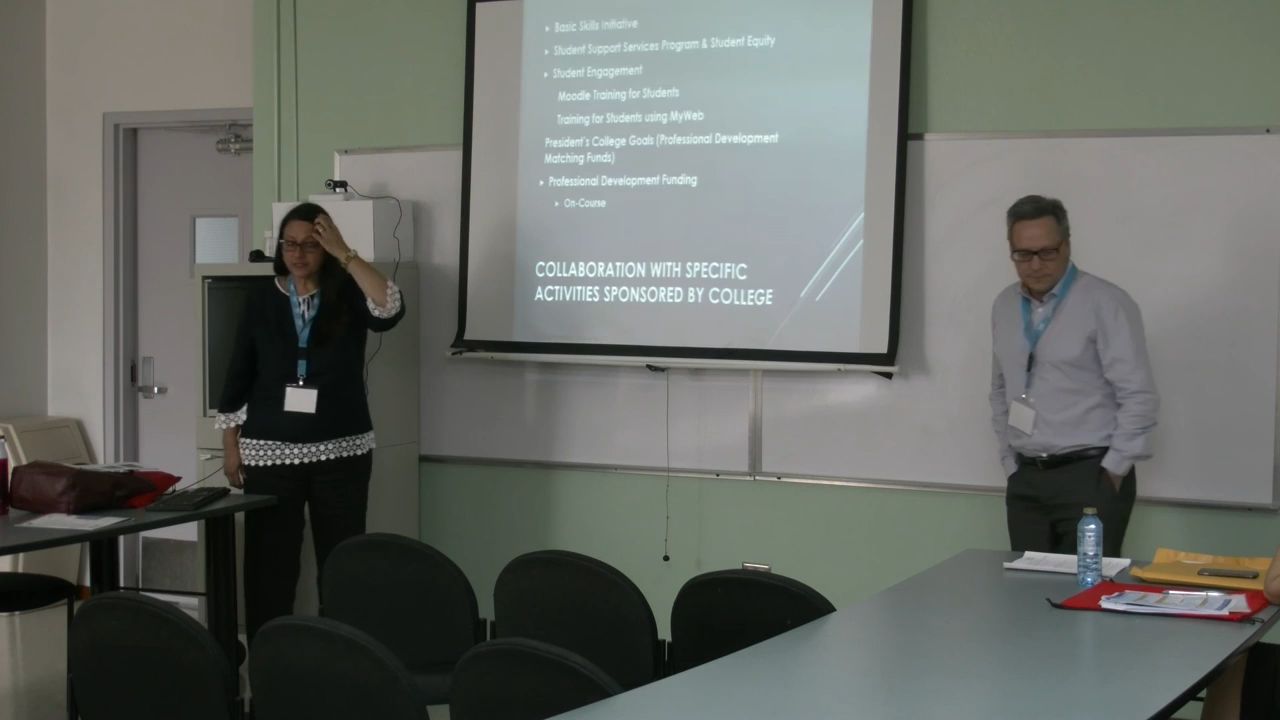 Basic Skills Initiative
Student Support Services Program & Student Equity
Student Engagement
Moodle Training for Students
Training for Students using MyWeb
President's College Goals (Professional Development
Matching Funds)
Professional Development Funding
On-Course
COLLABORATION WITH SPECIFIC
ACTIVITIES SPONSORED BY COLLEGE